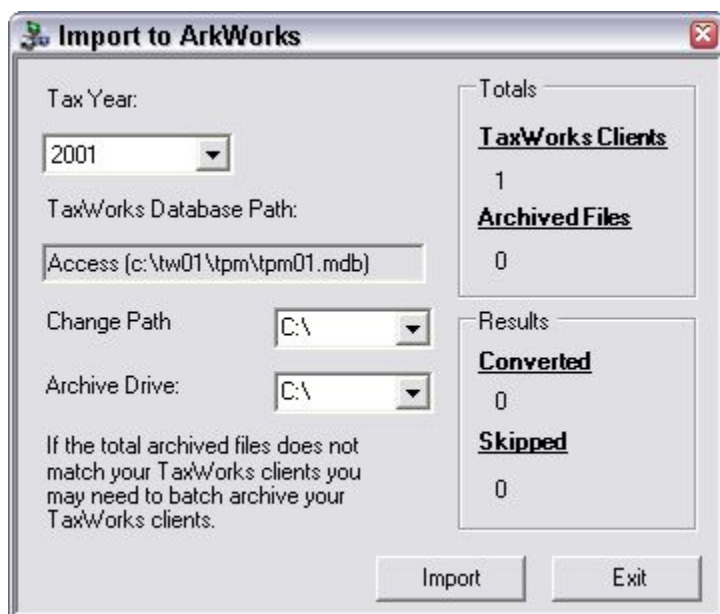 Import to ArkWorks
Tax Year:
2001
TaxWorks Database Path:
Access (c:\tw01\tpm\tpm01.mdb)
Change Path
C:\
Archive Drive:
C:\
If the total archived files does not
match your TaxWorks clients you
may need to batch archive your
TaxWorks clients.
Totals
TaxWorks Clients
1
Archived Files
0
Results
Converted
0
Skipped
0
Import
Exit